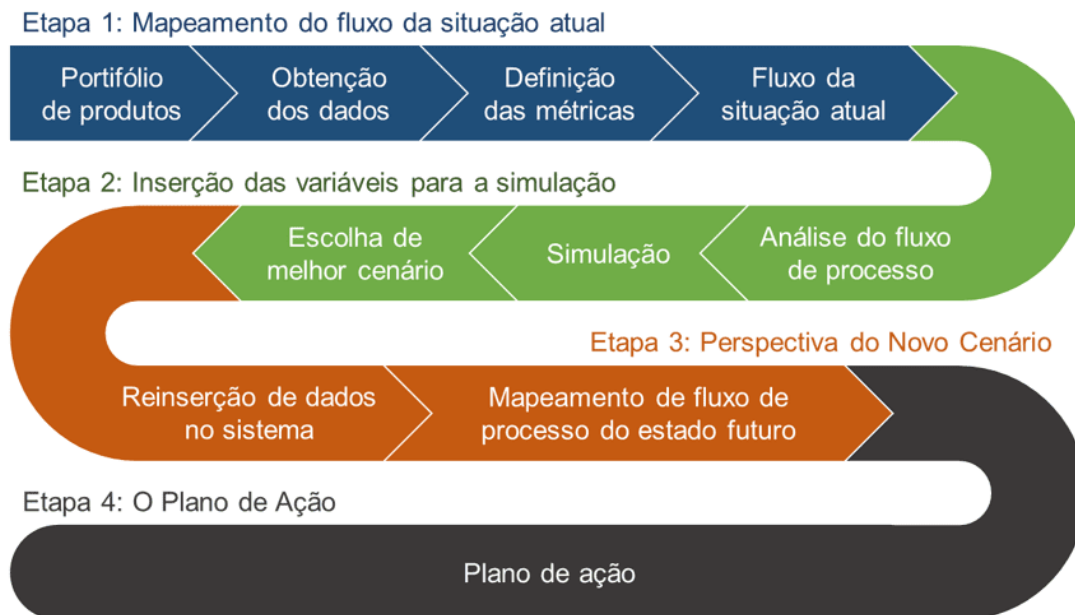 Etapa 1: Mapeamento do fluxo da situação atual
Portifólio
de produtos
Obtenção
dos dados
Definição
das métricas
Fluxo da
situação atual
Etapa 2: Inserção das variáveis para a simulação
Análise do fluxo
de processo
Simulação
Escolha de
melhor cenário
Etapa 3: Perspectiva do Novo Cenário
Reinserção de dados
no sistema
Mapeamento de fluxo de
processo do estado futuro
Etapa 4: O Plano de Ação
Plano de ação